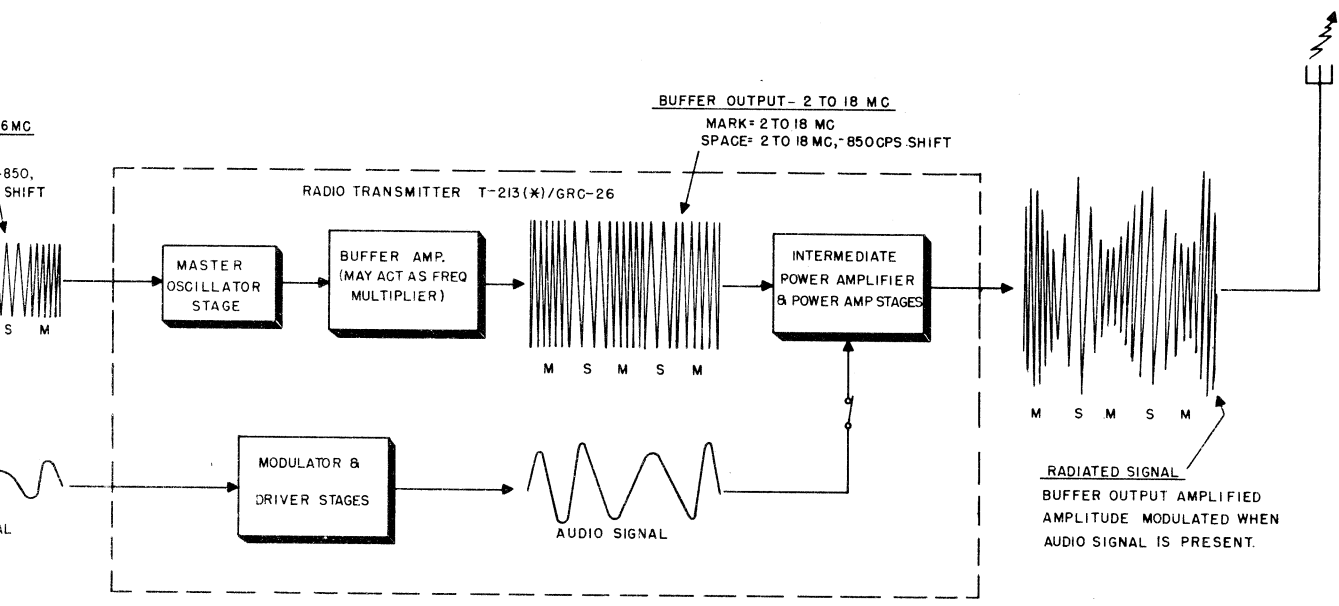 6 MC
-850,
SHIFT
S M
BUFFER OUTPUT- 2 TO 18 MC
MARK= 2 TO 18 MC
SPACE= 2 TO 18 MC,-850CPS SHIFT
RADIO TRANSMITTER T-213(*)/GRC-26
MASTER
OSCILLATOR
STAGE
BUFFER AMP.
(MAY ACT AS FREQ
MULTIPLIER)
M S M S M
INTERMEDIATE
POWER AMPLIFIER
& POWER AMP STAGES
M S M S M
MODULATOR &
DRIVER STAGES
AUDIO SIGNAL
RADIATED SIGNAL
BUFFER OUTPUT AMPLIFIED
AMPLITUDE MODULATED WHEN
AUDIO SIGNAL IS PRESENT.
AL